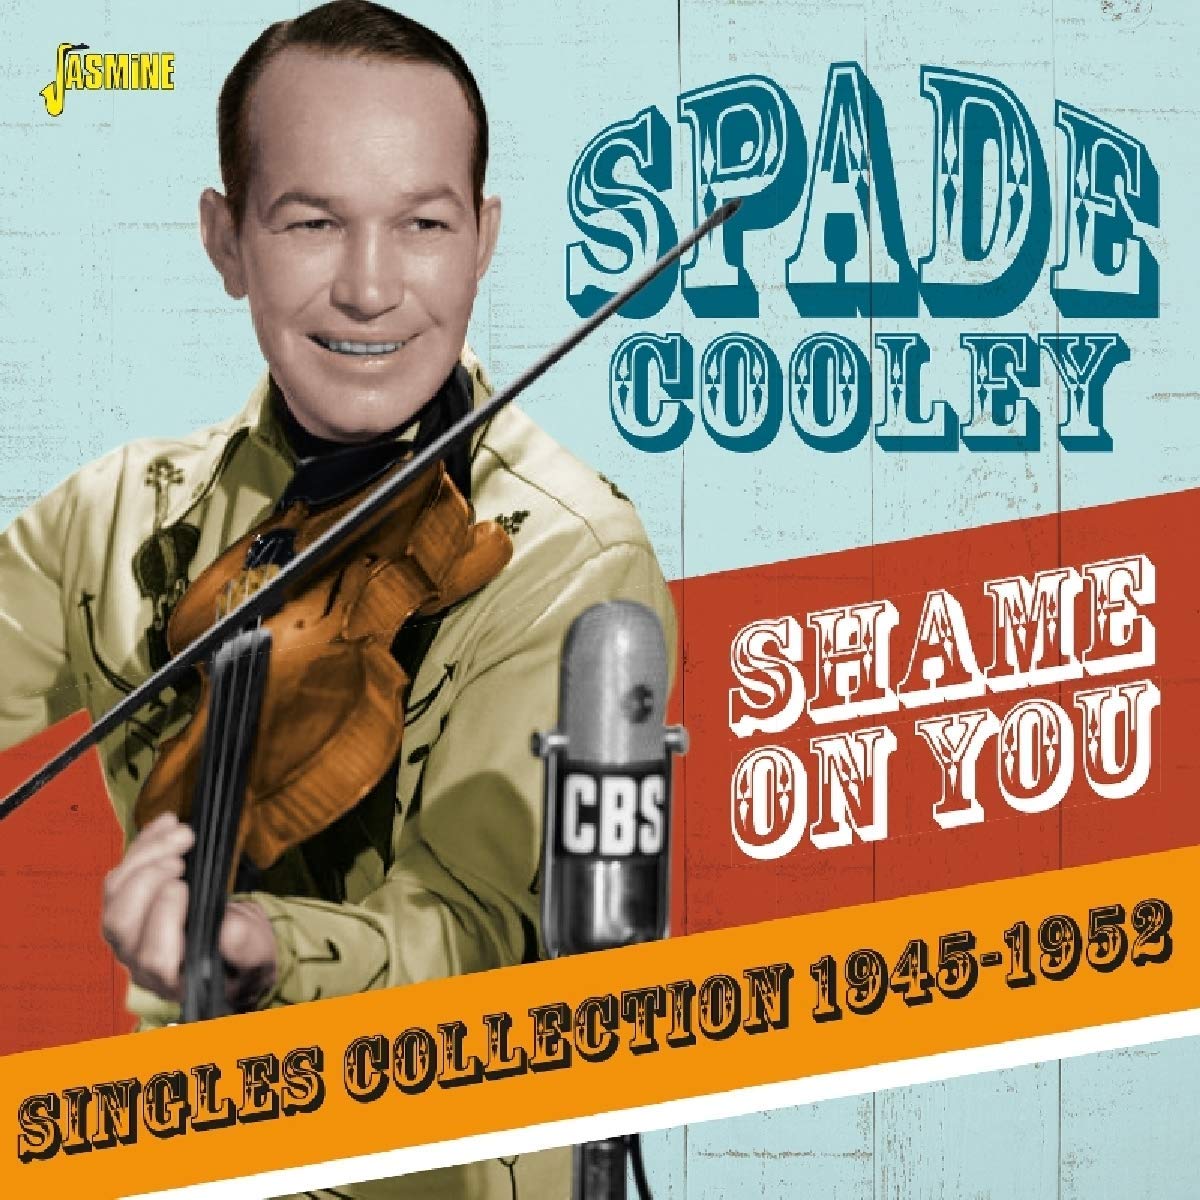 JASMiNE
SPADE
COOLEY
SHAME
ON YOU
CBS
SINGLES COLLECTION 1945-1952